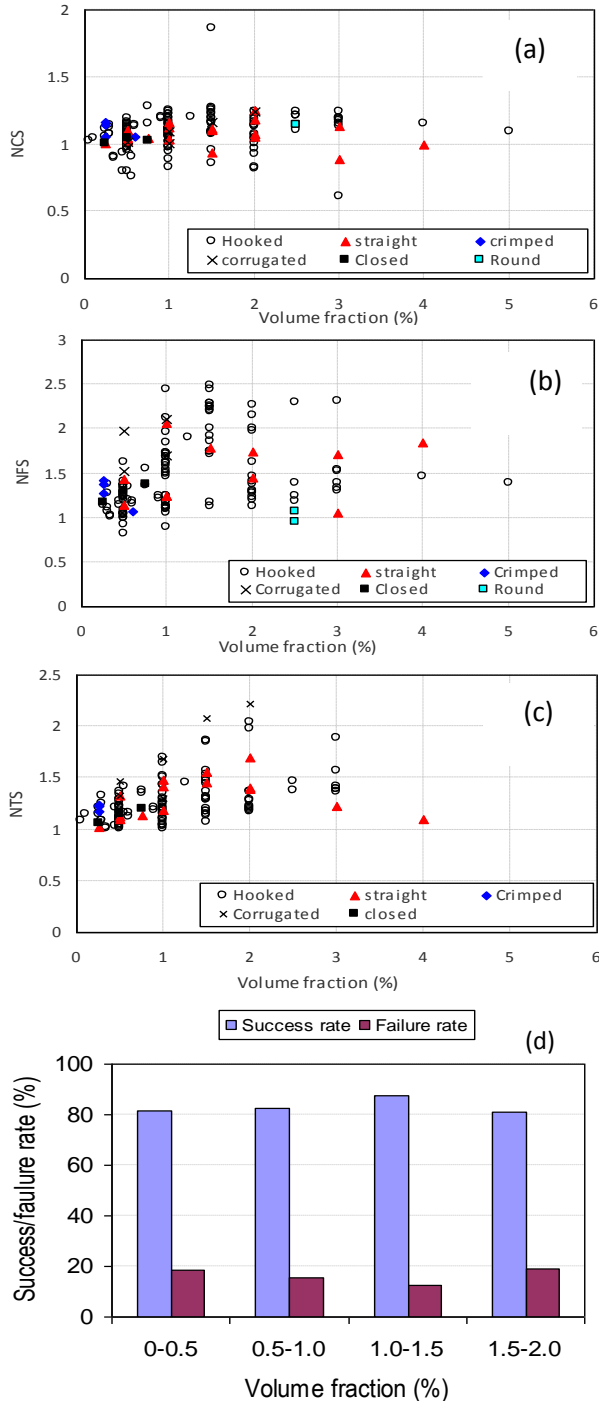 2
(a)
1.5
NCS
1
0.5
Hooked straight crimped
corrugated Closed Round
0
0 1 2 3 4 5 6
Volume fraction (%)
3
(b)
2.5
2
NFS
1.5
1
0.5
Hooked straight Crimped
Corrugated Closed Round
0
0 1 2 3 4 5 6
Volume fraction (%)
2.5
(c)
2
1.5
NTS
1
0.5
Hooked straight Crimped
Corrugated closed
0
0 1 2 3 4 5 6
Volume fraction (%)
Success rate Failure rate
(d)
100
80
60
40
20
0
Success/faulure rate (%)
0-0.5 0.5-1.0 1.0-1.5 1.5-2.0
Volume fraction (%)